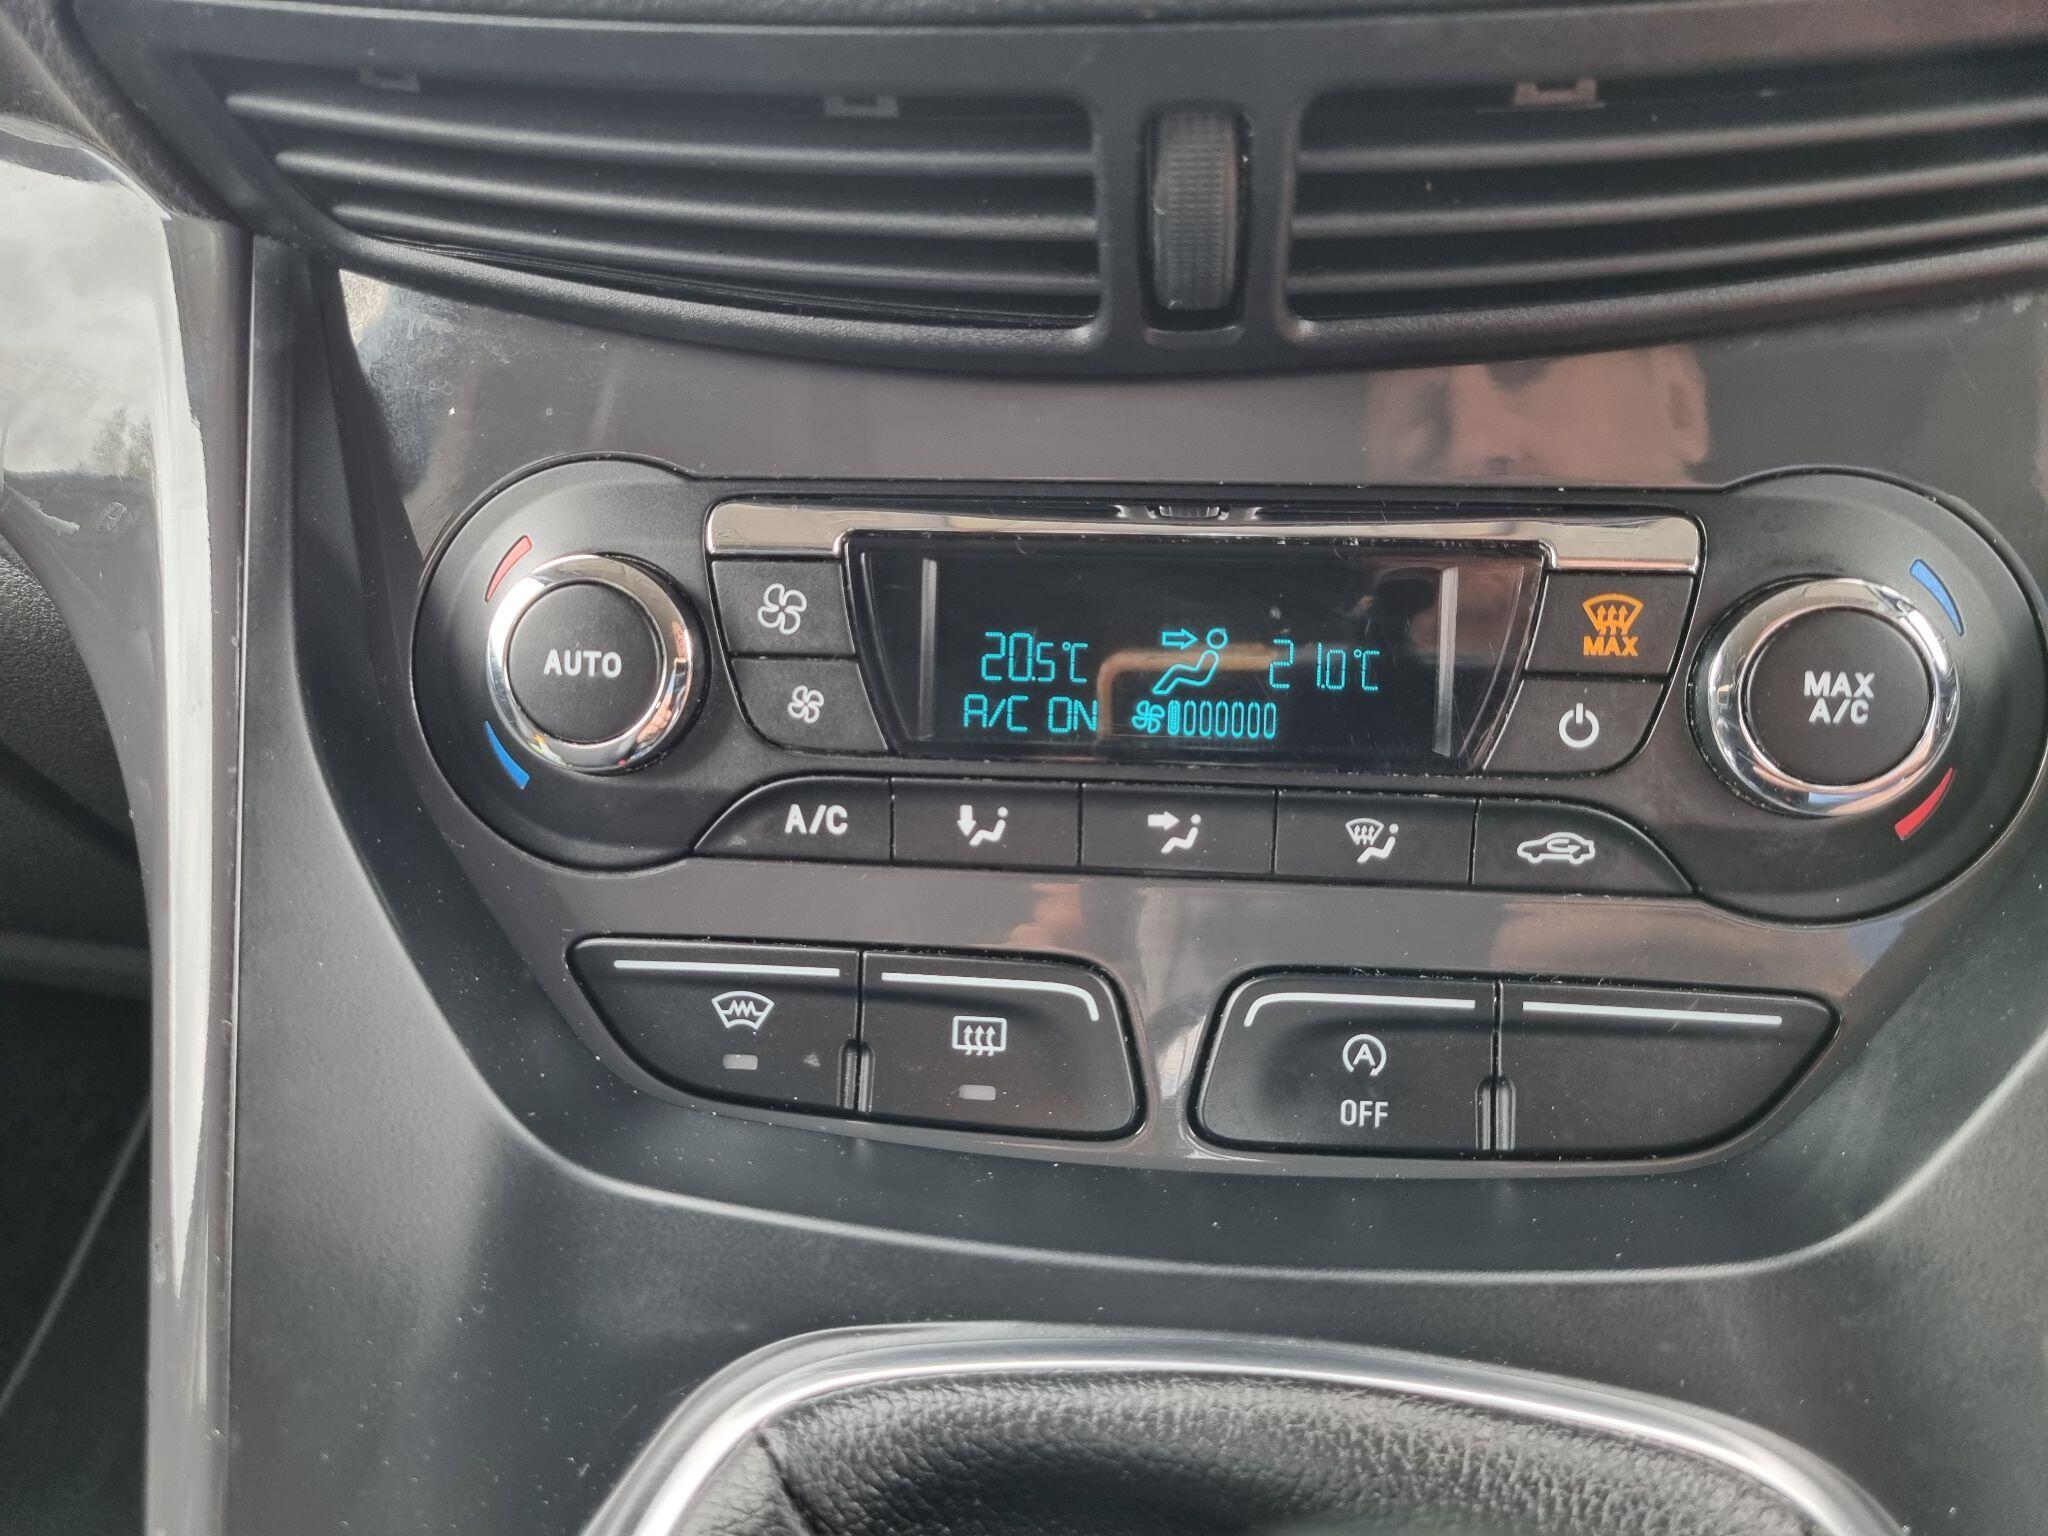 AUTO
20.5°C
21.0°C
A/C ON
MAX
MAX
A/C
A/C
A
OFF